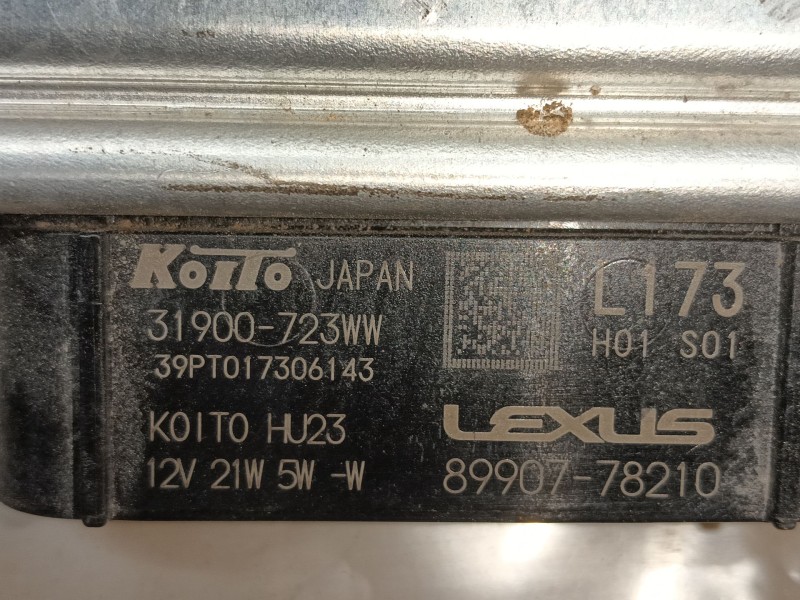 KOITO JAPAN
31900-723WW
39PT017306143
KOITO HU23
12V 21W 5W -W
L173
H01 S01
LEXUS
89907-78210